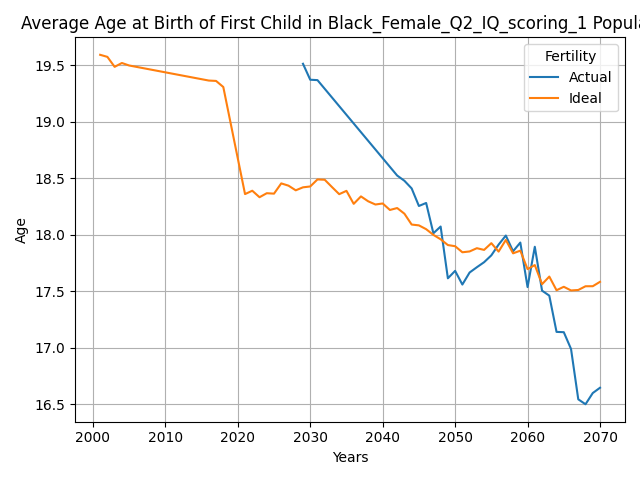 Average Age at Birth of First Child in Black_Female_Q2_IQ_scoring_1 Popula
Fertility
Actual
Ideal
19.5
19.0
18.5
18.0
17.5
17.0
16.5
Age
2000 2010 2020 2030 2040 2050 2060 2070
Years